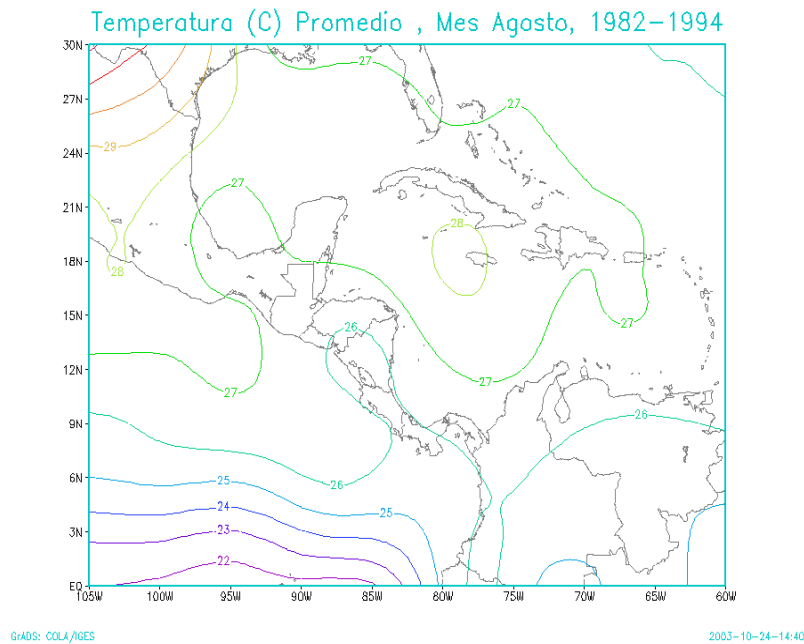 Temperatura (C) Promedio , Mes Agosto, 1982-1994
30N
27
27N
27
29
24N
27
21N
28
28
18N
27
15N
26
12N
27
27
26
9N
26
6N
25
25
24
3N
23
22
EQ
105W 100W 95W 90W 85W 80W 75W 70W 65W 60W
GrADS: COLA/IGES
2003-10-24-14:40